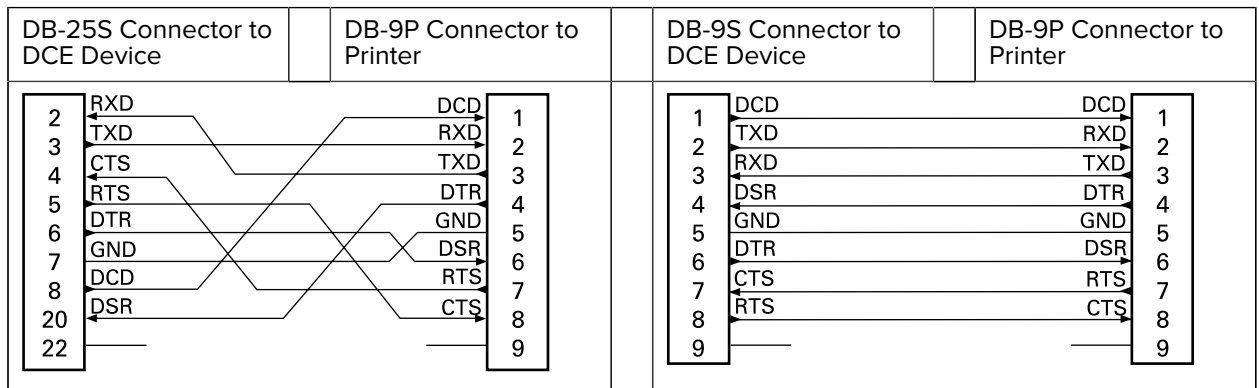 DB-25S Connector to
DCE Device
DB-9P Connector to
Printer
DB-9S Connector to
DCE Device
DB-9P Connector to
Printer
2 RXD DCD 1
3 TXD RXD 2
4 CTS TXD 3
5 RTS DTR 4
6 DTR GND 5
7 GND DSR 6
8 DCD RTS 7
20 DSR CTS 8
22 9
1 DCD DCD 1
2 TXD RXD 2
3 RXD TXD 3
4 DSR DTR 4
5 GND GND 5
6 DTR DSR 6
7 CTS RTS 7
8 RTS CTS 8
9 9